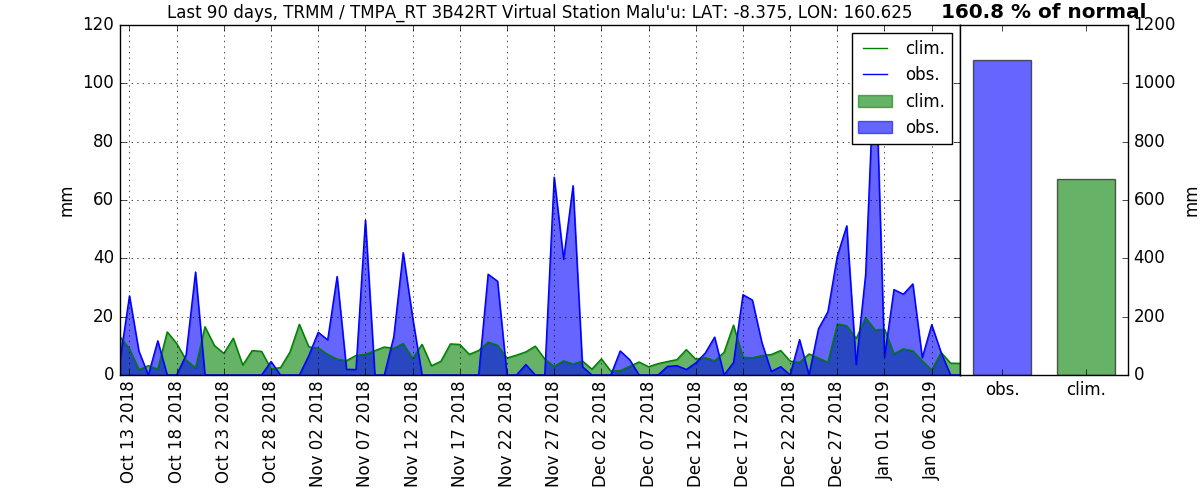 Last 90 days, TRMM / TMPA_RT 3B42RT Virtual Station Malu'u: LAT: -8.375, LON: 160.625
160.8 % of normal
120
100
80
60
40
20
0
mm
clim.
obs.
clim.
obs.
1200
1000
800
600
400
200
0
mm
obs.
clim.
Oct 13 2018
Oct 18 2018
Oct 23 2018
Oct 28 2018
Nov 02 2018
Nov 07 2018
Nov 12 2018
Nov 17 2018
Nov 22 2018
Nov 27 2018
Dec 02 2018
Dec 07 2018
Dec 12 2018
Dec 17 2018
Dec 22 2018
Dec 27 2018
Jan 01 2019
Jan 06 2019